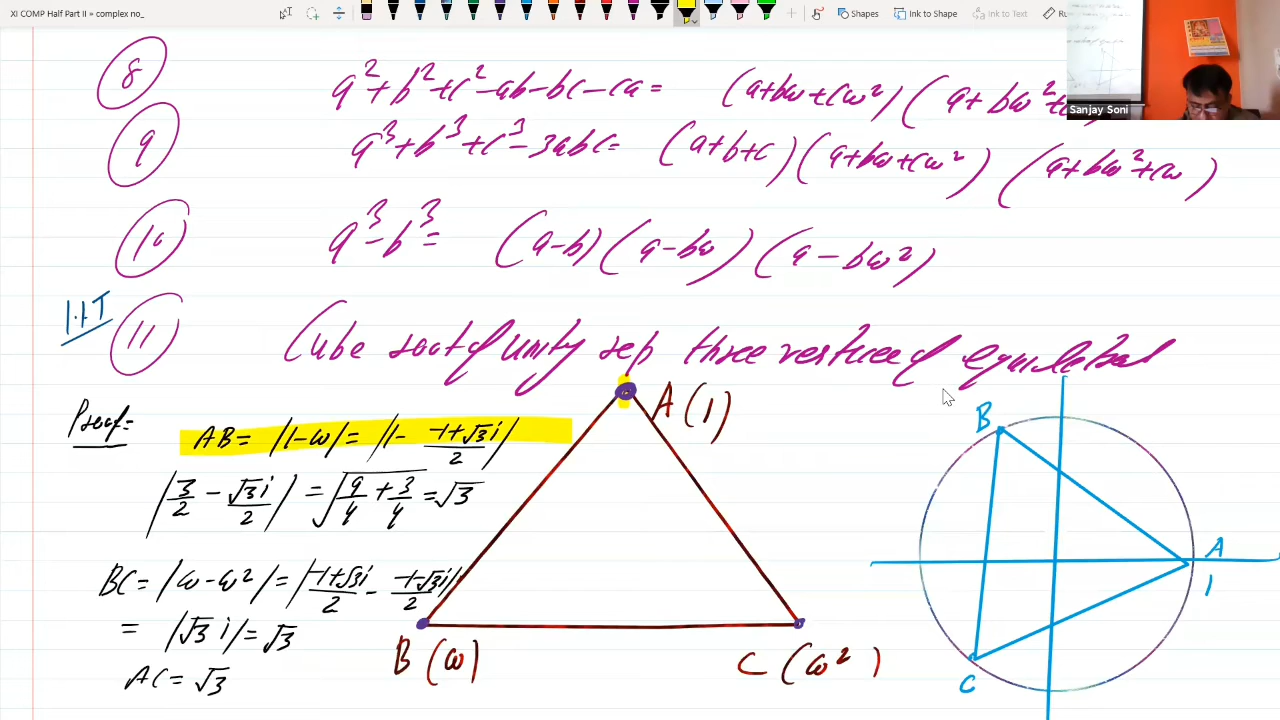 XI COMP Half Part II = complex no_
Shapes
Ink to Shape
Ink to Text
Sanjay Soni
8 a²+b²+c²-ab-bc-ca= (a+bω+cω²)(a+bω²+
9 a³+b³+c³-3abc= (a+b+c)(a+bω+cω²)(a+bω²+cω)
10 a³-b³= (a-b)(a-bω)(a-bω²)
IIT
11 Cube root of unity rep three vertices of equilateral
Proof=
AB=|1-ω|=|1- (-1+√3i)/2|
|3/2 - √3i/2| = √(9/4 + 3/4) = √3
BC=|ω-ω²|=|(-1+√3i)/2 - (-1-√3i)/2|
= |√3 i|=√3
AC=√3
A(1)
B(ω)
C(ω²)
B
A
1
C